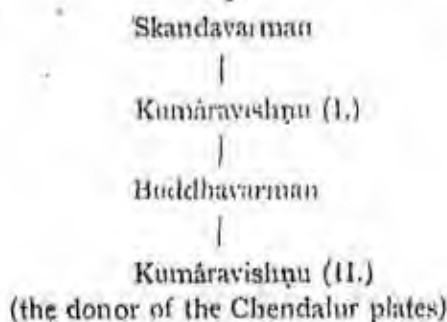 Skandavarman
|
Kumâravishṇu (I.)
|
Buddhavarman
|
Kumâravishṇu (II.)
(the donor of the Chendalur plates)